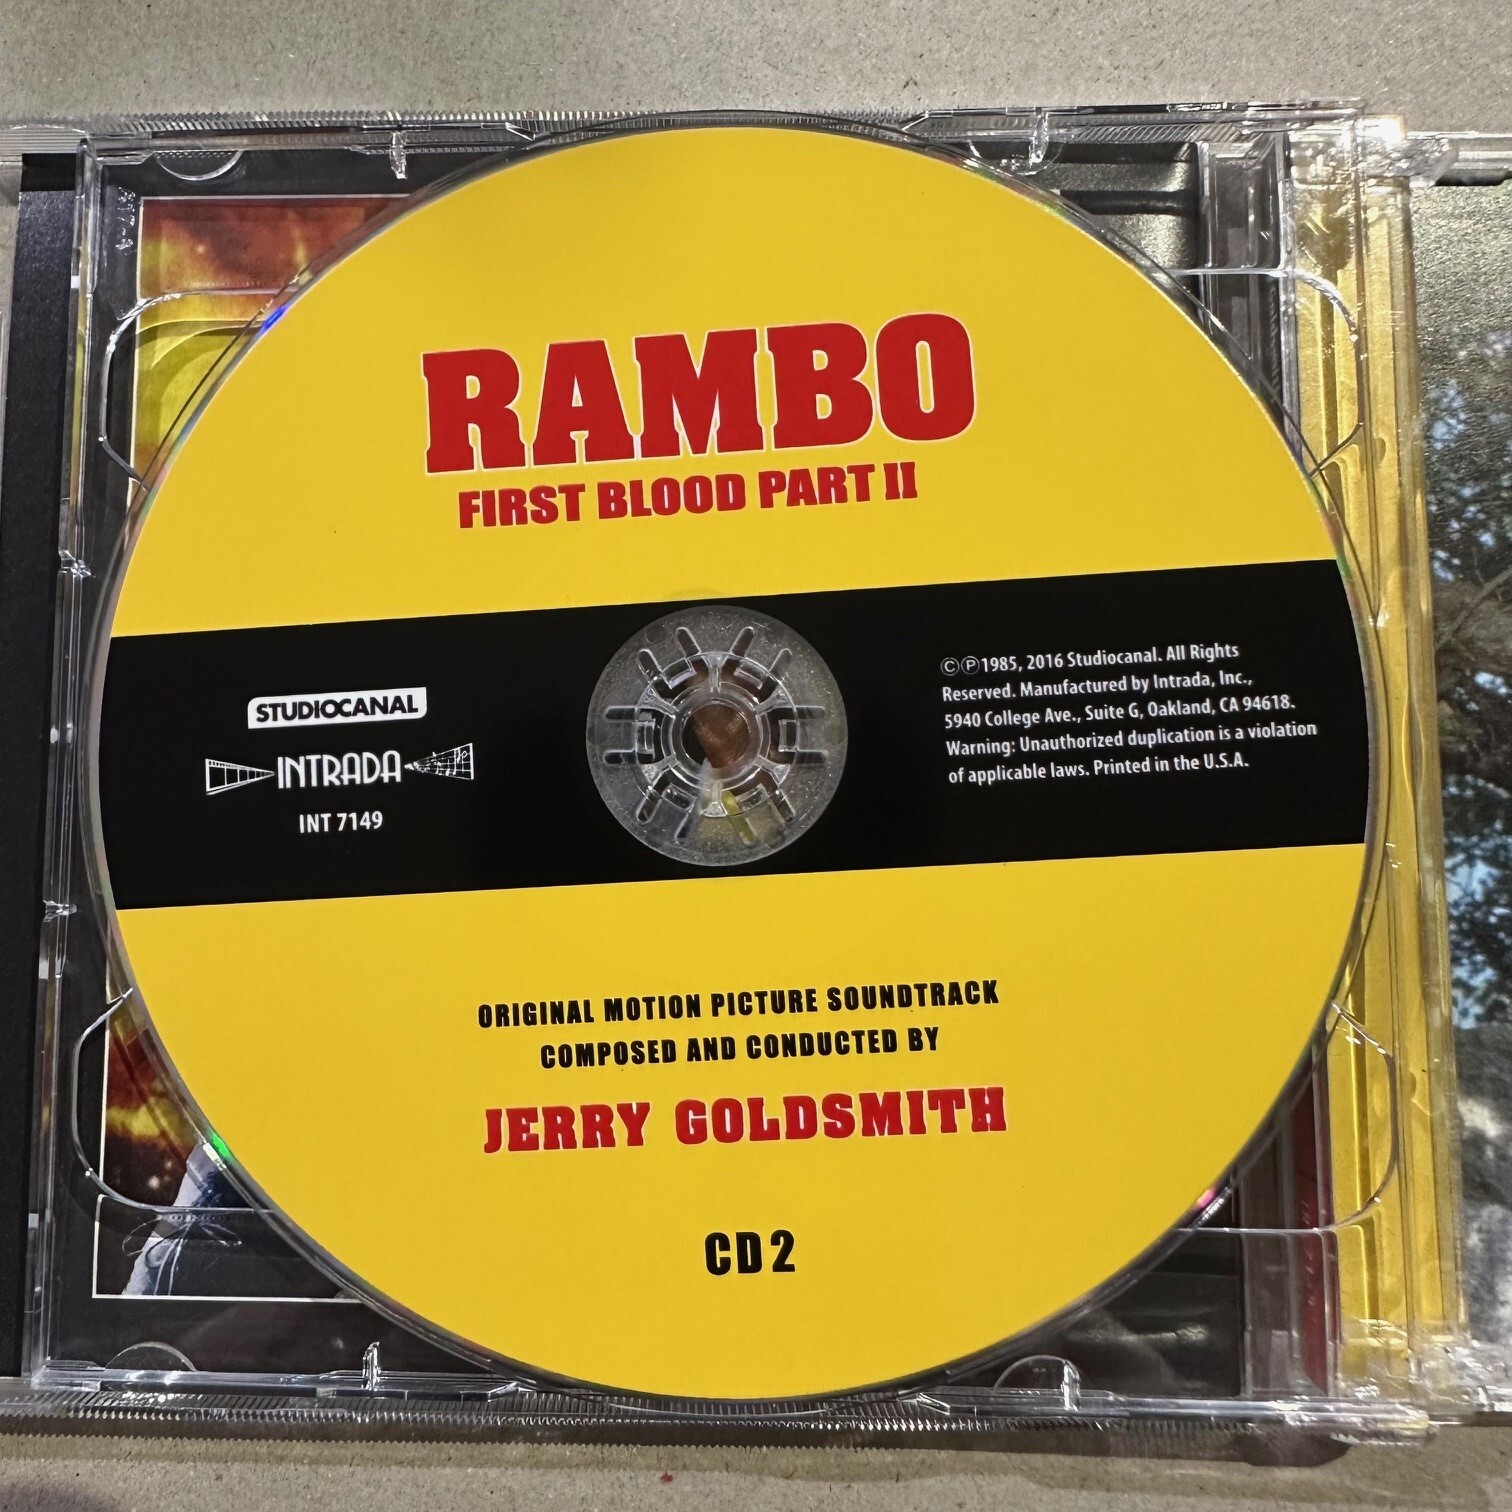 RAMBO
FIRST BLOOD PART II
STUDIOCANAL
INTRADA
INT 7149
©℗1985, 2016 Studiocanal. All Rights
Reserved. Manufactured by Intrada, Inc.,
5940 College Ave., Suite G, Oakland, CA 94618.
Warning: Unauthorized duplication is a violation
of applicable laws. Printed in the U.S.A.
ORIGINAL MOTION PICTURE SOUNDTRACK
COMPOSED AND CONDUCTED BY
JERRY GOLDSMITH
CD 2